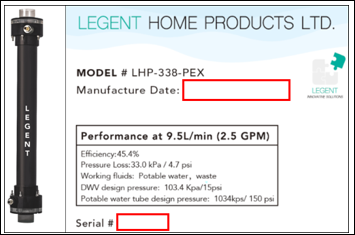 LEGENT HOME PRODUCTS LTD.
LEGENT
MODEL # LHP-338-PEX
Manufacture Date:
LEGENT
INNOVATIVE SOLUTIONS
Performance at 9.5L/min (2.5 GPM)
Efficiency:45.4%
Pressure Loss:33.0 kPa / 4.7 psi
Working fluids: Potable water, waste
DWV design pressure: 103.4 Kpa/15psi
Potable water tube design pressure: 1034kps/ 150 psi
Serial #